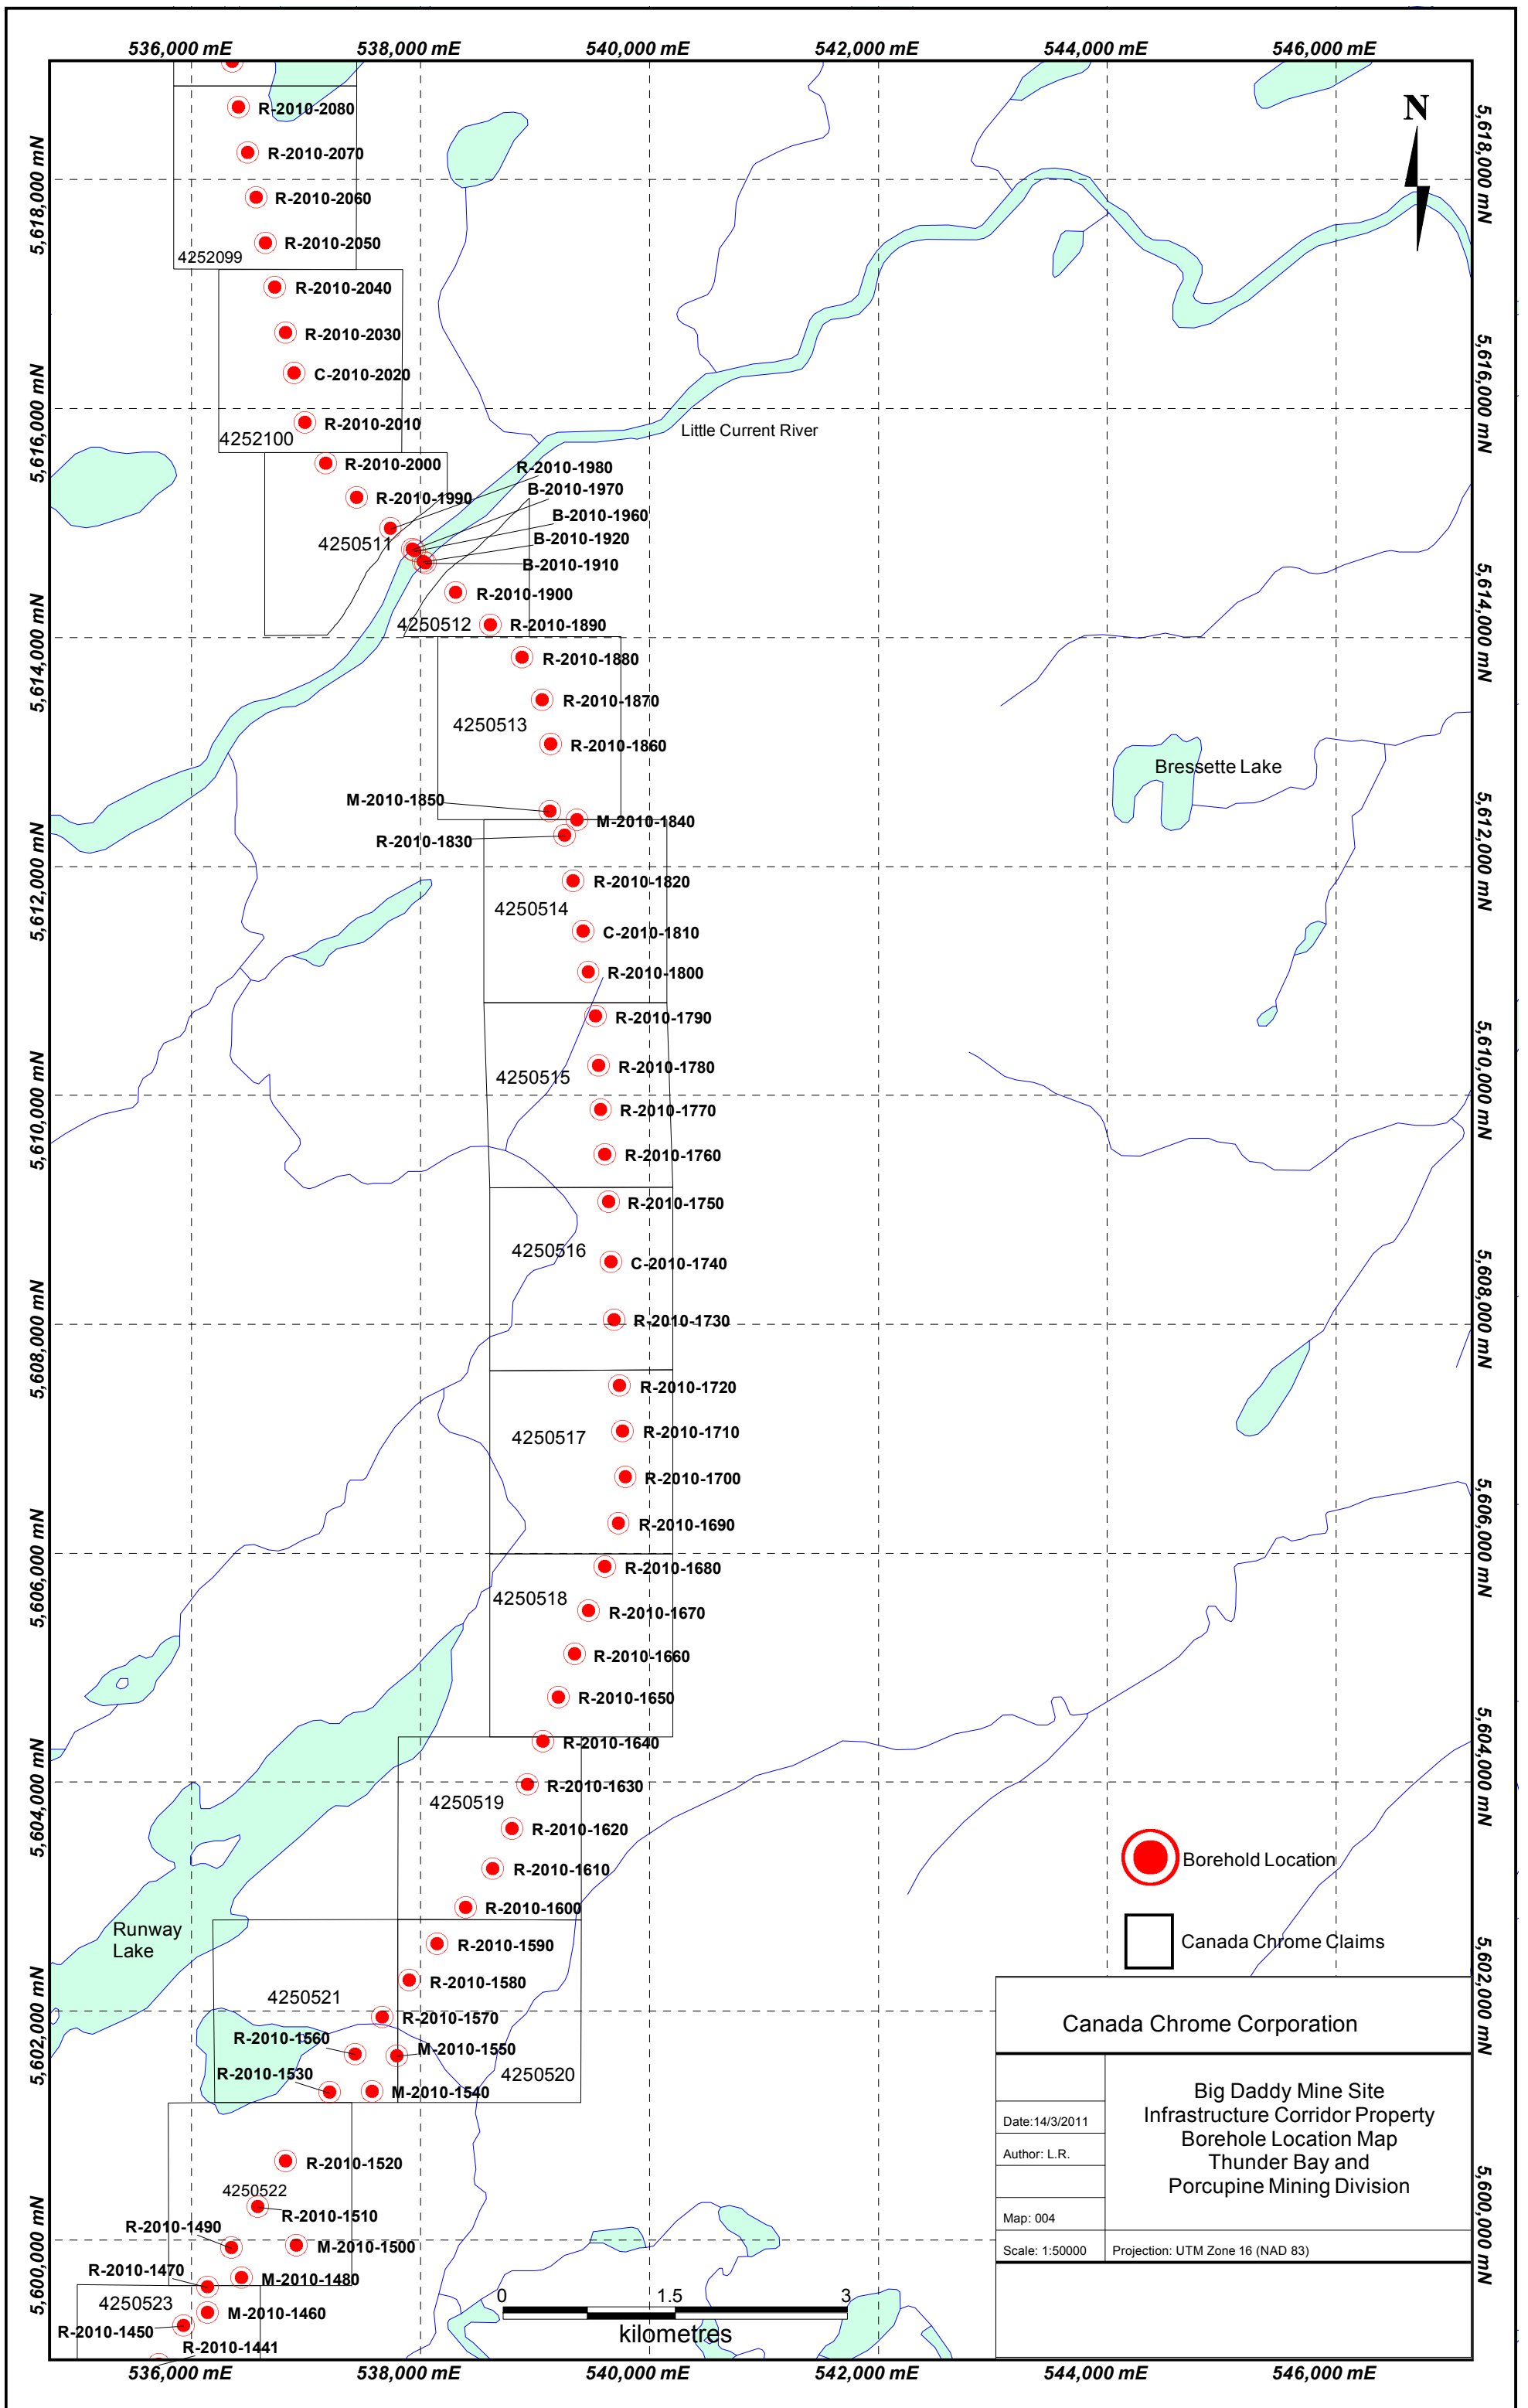 536,000 mE
538,000 mE
540,000 mE
542,000 mE
544,000 mE
546,000 mE
N
R-2010-2080
R-2010-2070
5,618,000 mN
5,618,000 mN
R-2010-2060
R-2010-2050
4252099
R-2010-2040
R-2010-2030
C-2010-2020
5,616,000 mN
5,616,000 mN
R-2010-2010
Little Current River
4252100
R-2010-2000
R-2010-1980
B-2010-1970
R-2010-1990
B-2010-1960
B-2010-1920
4250511
B-2010-1910
R-2010-1900
4250512
R-2010-1890
5,614,000 mN
5,614,000 mN
R-2010-1880
R-2010-1870
4250513
R-2010-1860
Bressette Lake
M-2010-1850
M-2010-1840
R-2010-1830
5,612,000 mN
5,612,000 mN
R-2010-1820
4250514
C-2010-1810
R-2010-1800
R-2010-1790
R-2010-1780
4250515
5,610,000 mN
5,610,000 mN
R-2010-1770
R-2010-1760
R-2010-1750
4250516
C-2010-1740
R-2010-1730
5,608,000 mN
5,608,000 mN
R-2010-1720
R-2010-1710
4250517
R-2010-1700
R-2010-1690
5,606,000 mN
5,606,000 mN
R-2010-1680
4250518
R-2010-1670
R-2010-1660
R-2010-1650
R-2010-1640
R-2010-1630
5,604,000 mN
5,604,000 mN
4250519
R-2010-1620
R-2010-1610
Borehold Location
R-2010-1600
Runway
Lake
R-2010-1590
Canada Chrome Claims
R-2010-1580
4250521
5,602,000 mN
5,602,000 mN
R-2010-1570
Canada Chrome Corporation
R-2010-1560
M-2010-1550
R-2010-1530
4250520
M-2010-1540
Big Daddy Mine Site
Infrastructure Corridor Property
Borehole Location Map
Thunder Bay and
Porcupine Mining Division
Date:14/3/2011
Author: L.R.
Map: 004
Scale: 1:50000
Projection: UTM Zone 16 (NAD 83)
R-2010-1520
4250522
R-2010-1510
R-2010-1490
M-2010-1500
5,600,000 mN
5,600,000 mN
R-2010-1470
M-2010-1480
4250523
M-2010-1460
R-2010-1450
R-2010-1441
0
1.5
3
kilometres
536,000 mE
538,000 mE
540,000 mE
542,000 mE
544,000 mE
546,000 mE